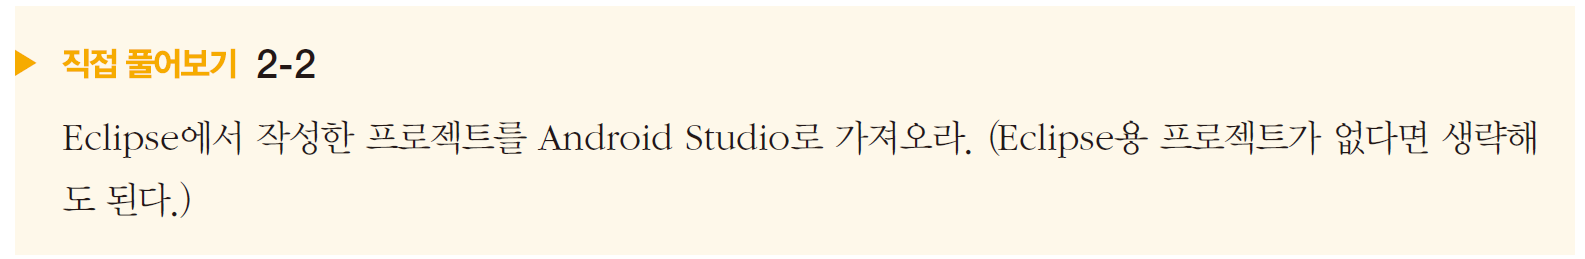 직접 풀어보기 2-2
Eclipse에서 작성한 프로젝트를 Android Studio로 가져오라. (Eclipse용 프로젝트가 없다면 생략해
도 된다.)